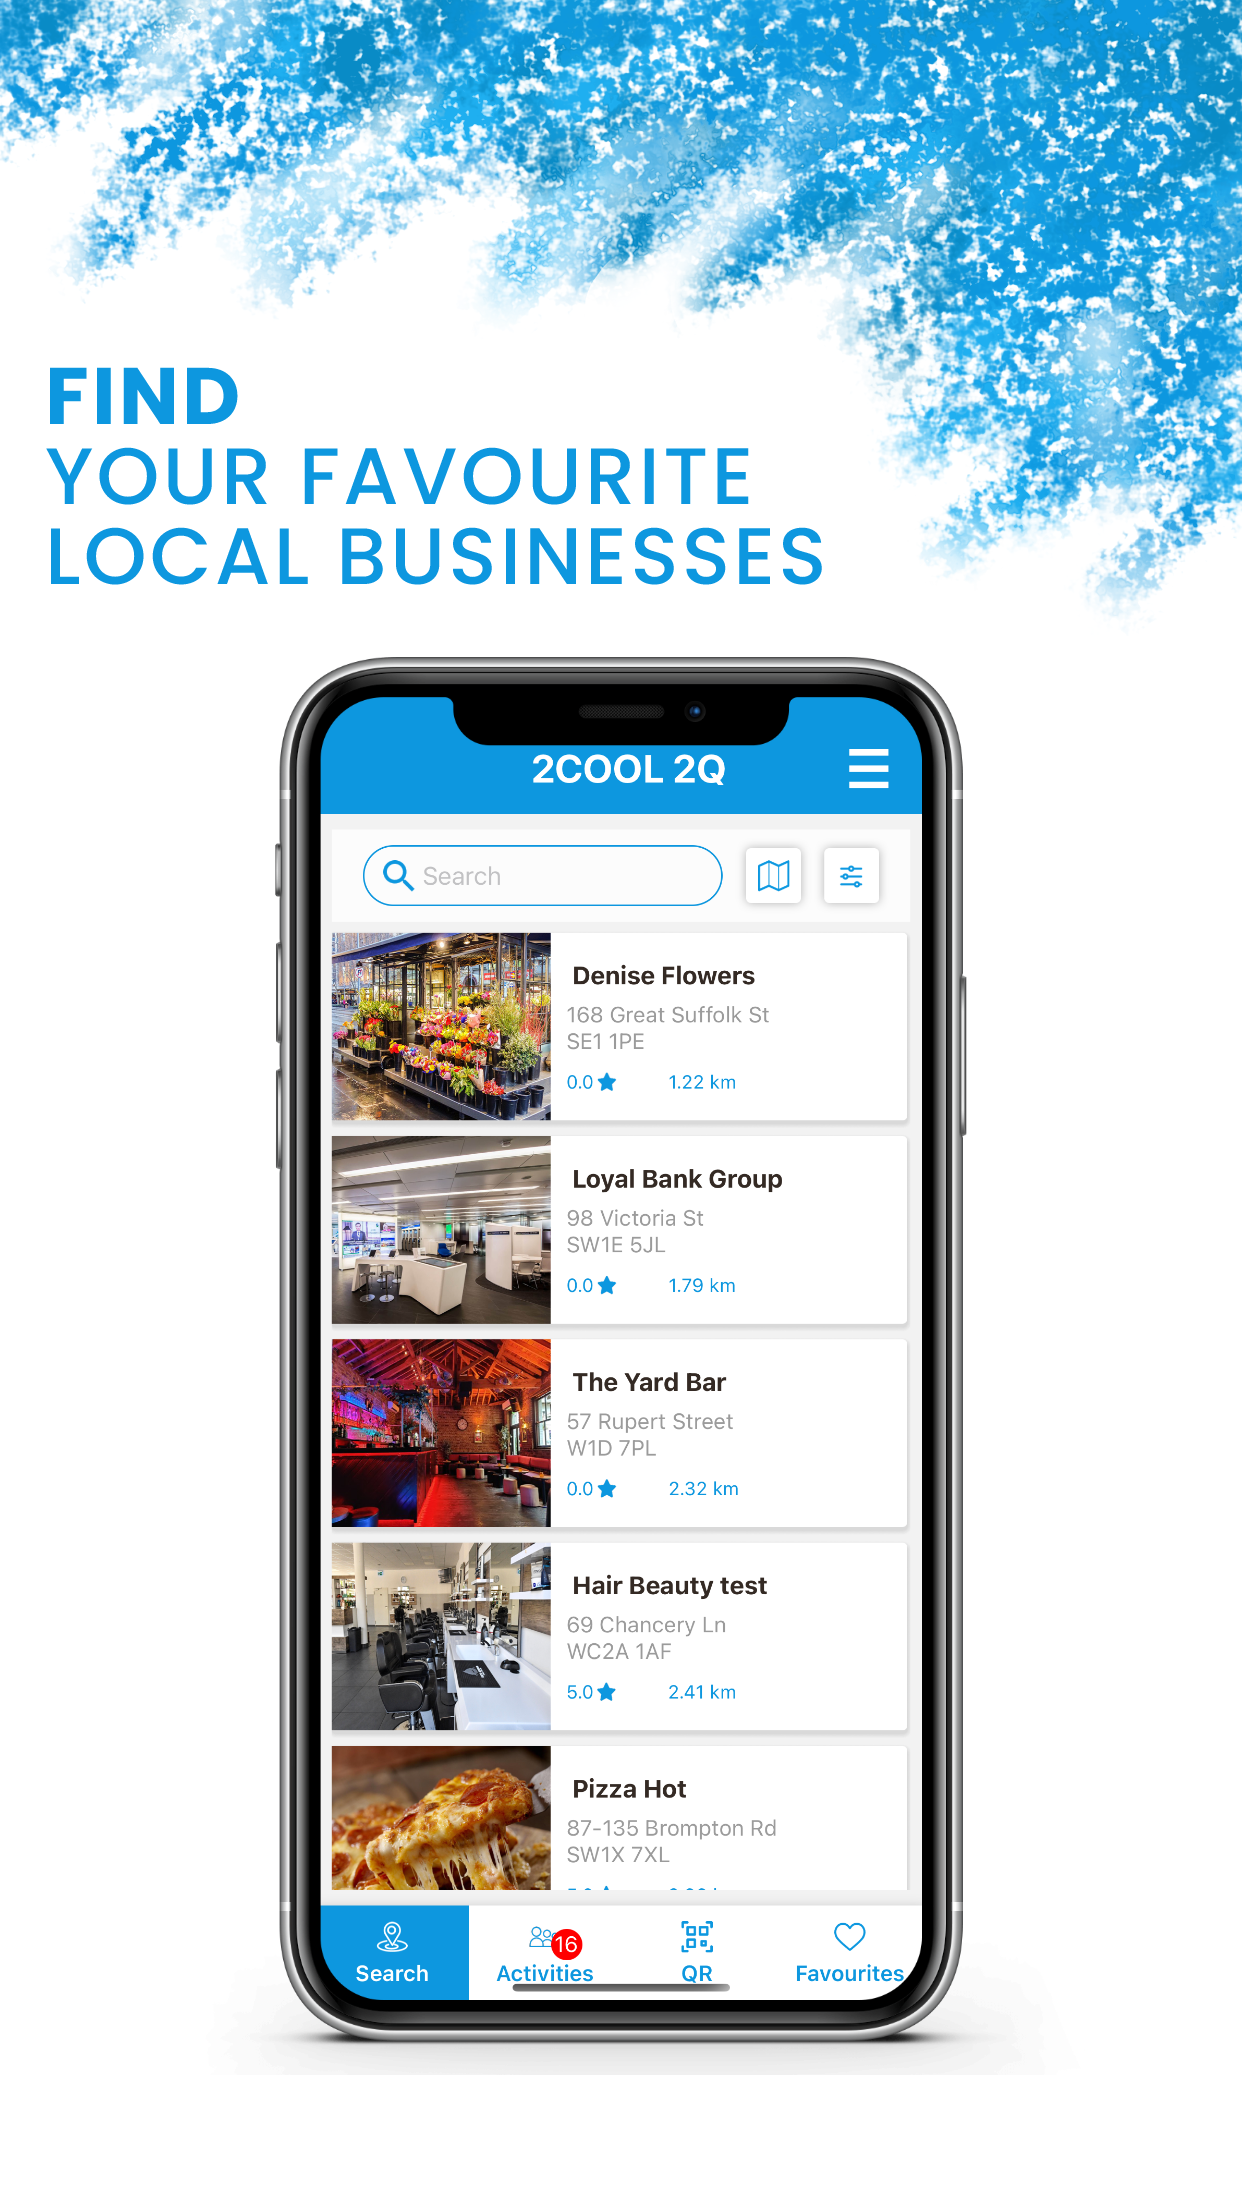 FIND
YOUR FAVOURITE
LOCAL BUSINESSES
2COOL 2Q
Search
Denise Flowers
168 Great Suffolk St
SE1 1PE
0.0 1.22 km
Loyal Bank Group
98 Victoria St
SW1E 5JL
0.0 1.79 km
The Yard Bar
57 Rupert Street
W1D 7PL
0.0 2.32 km
Hair Beauty test
69 Chancery Ln
WC2A 1AF
5.0 2.41 km
Pizza Hot
87-135 Brompton Rd
SW1X 7XL
16
Search Activities QR Favourites